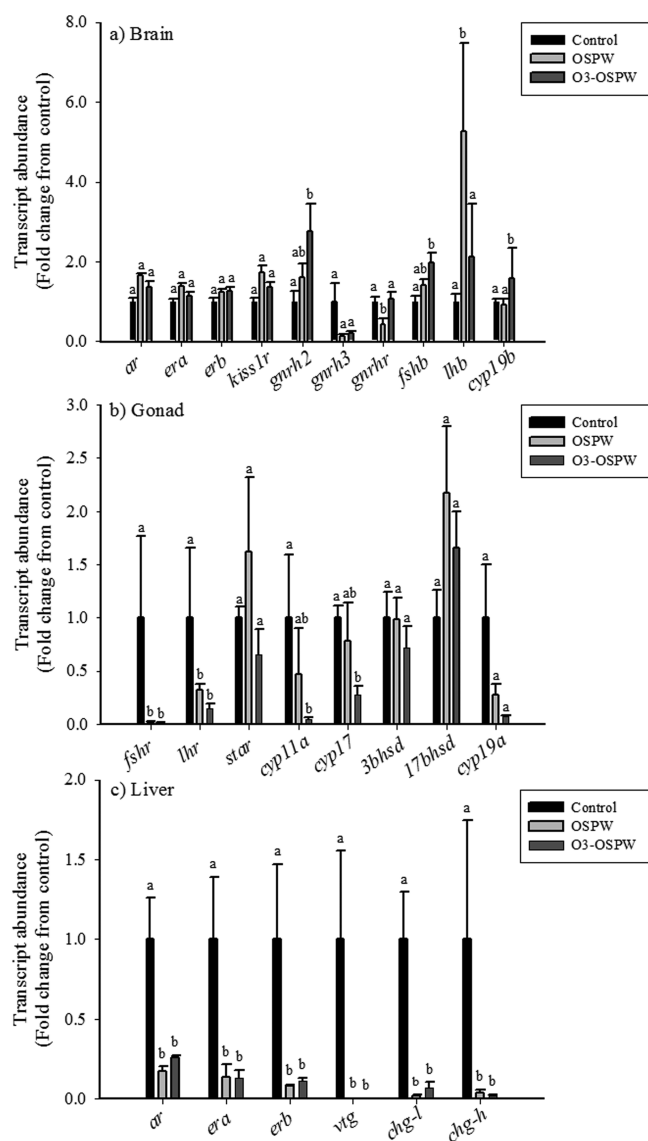 a) Brain
Control
OSPW
O3-OSPW
Transcript abundance
(Fold change from control)
8.0
6.0
4.0
2.0
0.0
a a a
a a a
a a a
a a a
a ab b
a a a
a b a
a ab b
a b a
a a b
ar era erb kiss1r gnrh2 gnrh3 gnrhr fshb lhb cyp19b
b) Gonad
Control
OSPW
O3-OSPW
Transcript abundance
(Fold change from control)
3.0
2.5
2.0
1.5
1.0
0.5
0.0
a b b
a b b
a a a
a ab b
a ab b
a a a
a a a
a a a
fshr lhr star cyp11a cyp17 3bhsd 17bhsd cyp19a
c) Liver
Control
OSPW
O3-OSPW
Transcript abundance
(Fold change from control)
2.0
1.5
1.0
0.5
0.0
a b b
a b b
a b b
a b b
a b b
a b b
ar era erb vtg chg-l chg-h